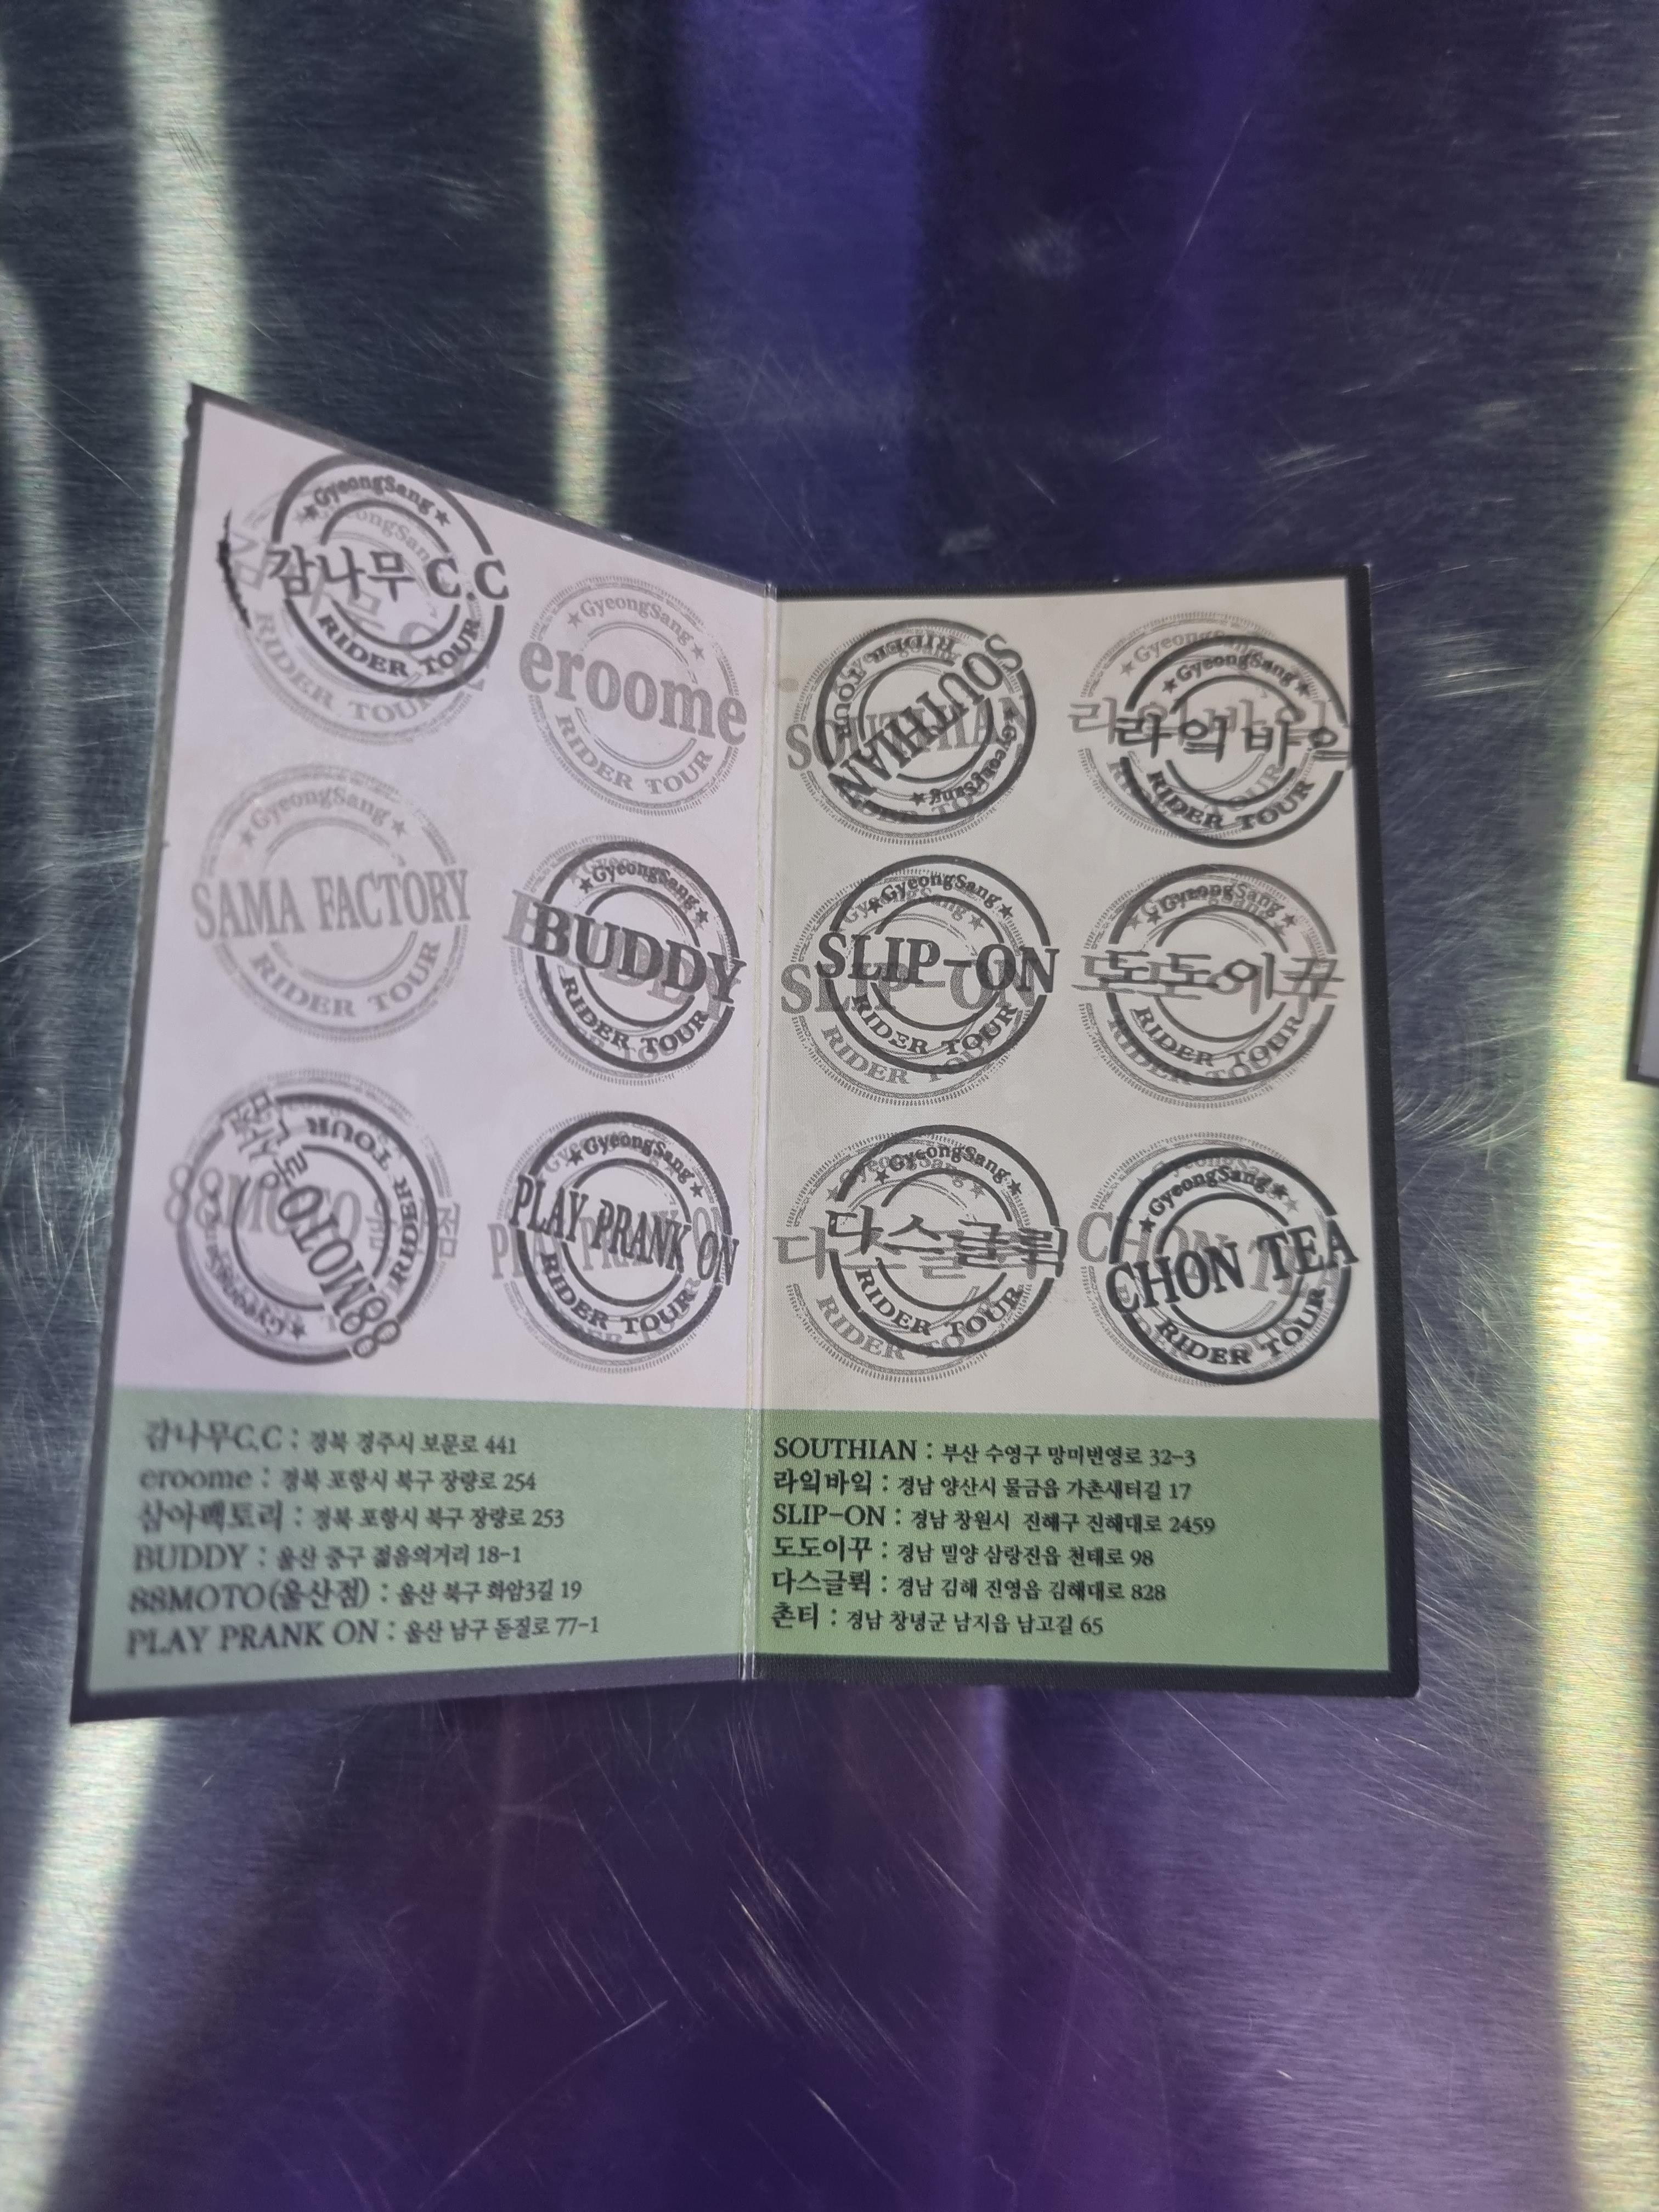 GyeongSang
감나무 C.C
RIDER TOUR
GyeongSang
eroome
RIDER TOUR
GyeongSang
SAMA FACTORY
RIDER TOUR
GyeongSang
BUDDY
RIDER TOUR
GyeongSang
88MOTO 울산점
RIDER TOUR
GyeongSang
PLAY PRANK ON
RIDER TOUR
감나무C.C : 경북 경주시 보문로 441
eroome : 경북 포항시 북구 장량로 254
삼아팩토리 : 경북 포항시 북구 장량로 253
BUDDY : 울산 중구 젊음의거리 18-1
88MOTO(울산점) : 울산 북구 화암3길 19
PLAY PRANK ON : 울산 남구 돋질로 77-1
GyeongSang
SOUTHIAN
RIDER TOUR
GyeongSang
라읶바읶
RIDER TOUR
GyeongSang
SLIP-ON
RIDER TOUR
GyeongSang
도도이꾸
RIDER TOUR
GyeongSang
다스글뤽
RIDER TOUR
GyeongSang
CHON TEA
RIDER TOUR
SOUTHIAN : 부산 수영구 망미번영로 32-3
라읶바읶 : 경남 양산시 물금읍 가촌새터길 17
SLIP-ON : 경남 창원시 진해구 진해대로 2459
도도이꾸 : 경남 밀양 삼랑진읍 천태로 98
다스글뤽 : 경남 김해 진영읍 김해대로 828
촌티 : 경남 창녕군 남지읍 남고길 65